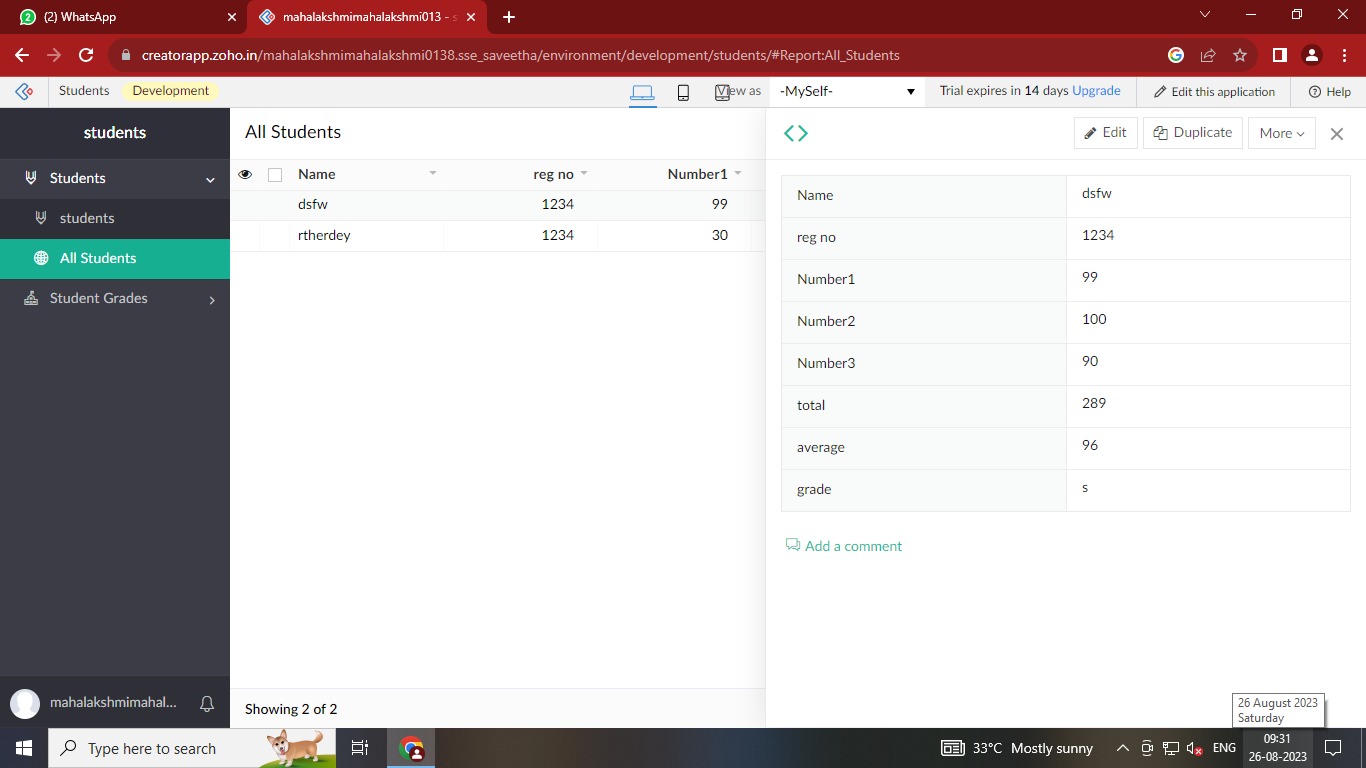 (2) WhatsApp
mahalakshmimahalakshmi013 - s
creatorapp.zoho.in/mahalakshmimahalakshmi0138.sse_saveetha/environment/development/students/#Report:All_Students
Students Development View as -MySelf- Trial expires in 14 days Upgrade Edit this application Help
students
Students
students
All Students
Student Grades
mahalakshmimahal...
All Students
Name reg no Number1
dsfw 1234 99
rtherdey 1234 30
Showing 2 of 2
Edit Duplicate More
Name dsfw
reg no 1234
Number1 99
Number2 100
Number3 90
total 289
average 96
grade s
Add a comment
26 August 2023
Saturday
Type here to search
33°C Mostly sunny
ENG
09:31
26-08-2023